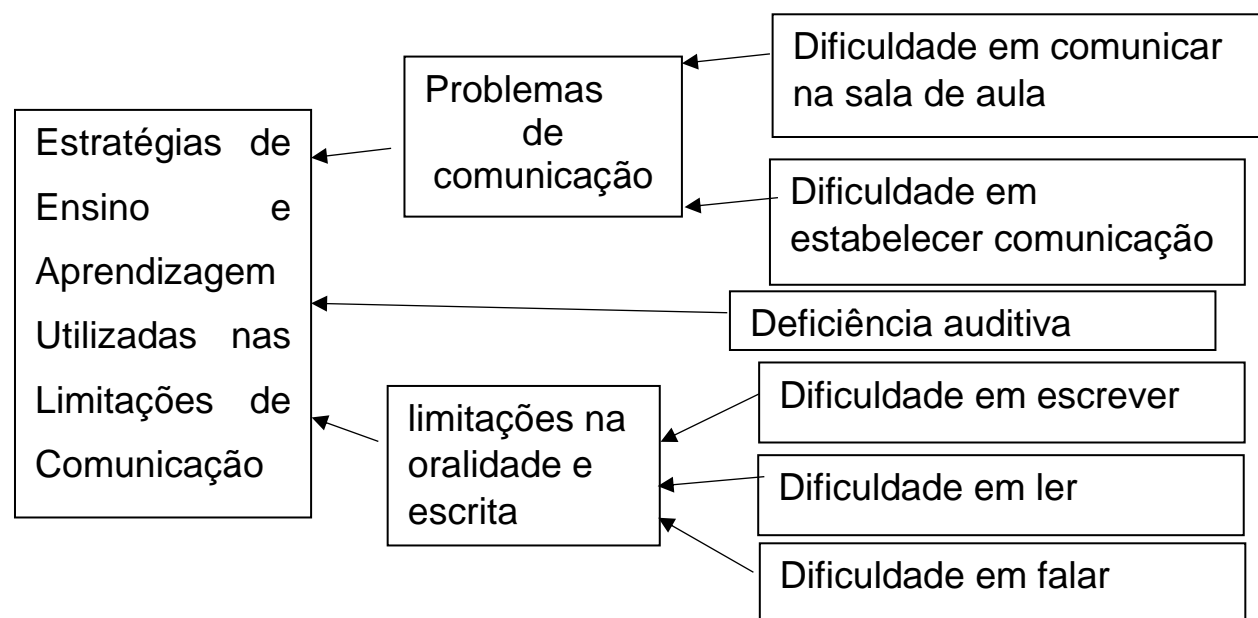 Estratégias de
Ensino e
Aprendizagem
Utilizadas nas
Limitações de
Comunicação
Problemas
de
comunicação
Dificuldade em comunicar
na sala de aula
Dificuldade em
estabelecer comunicação
Deficiência auditiva
limitações na
oralidade e
escrita
Dificuldade em escrever
Dificuldade em ler
Dificuldade em falar